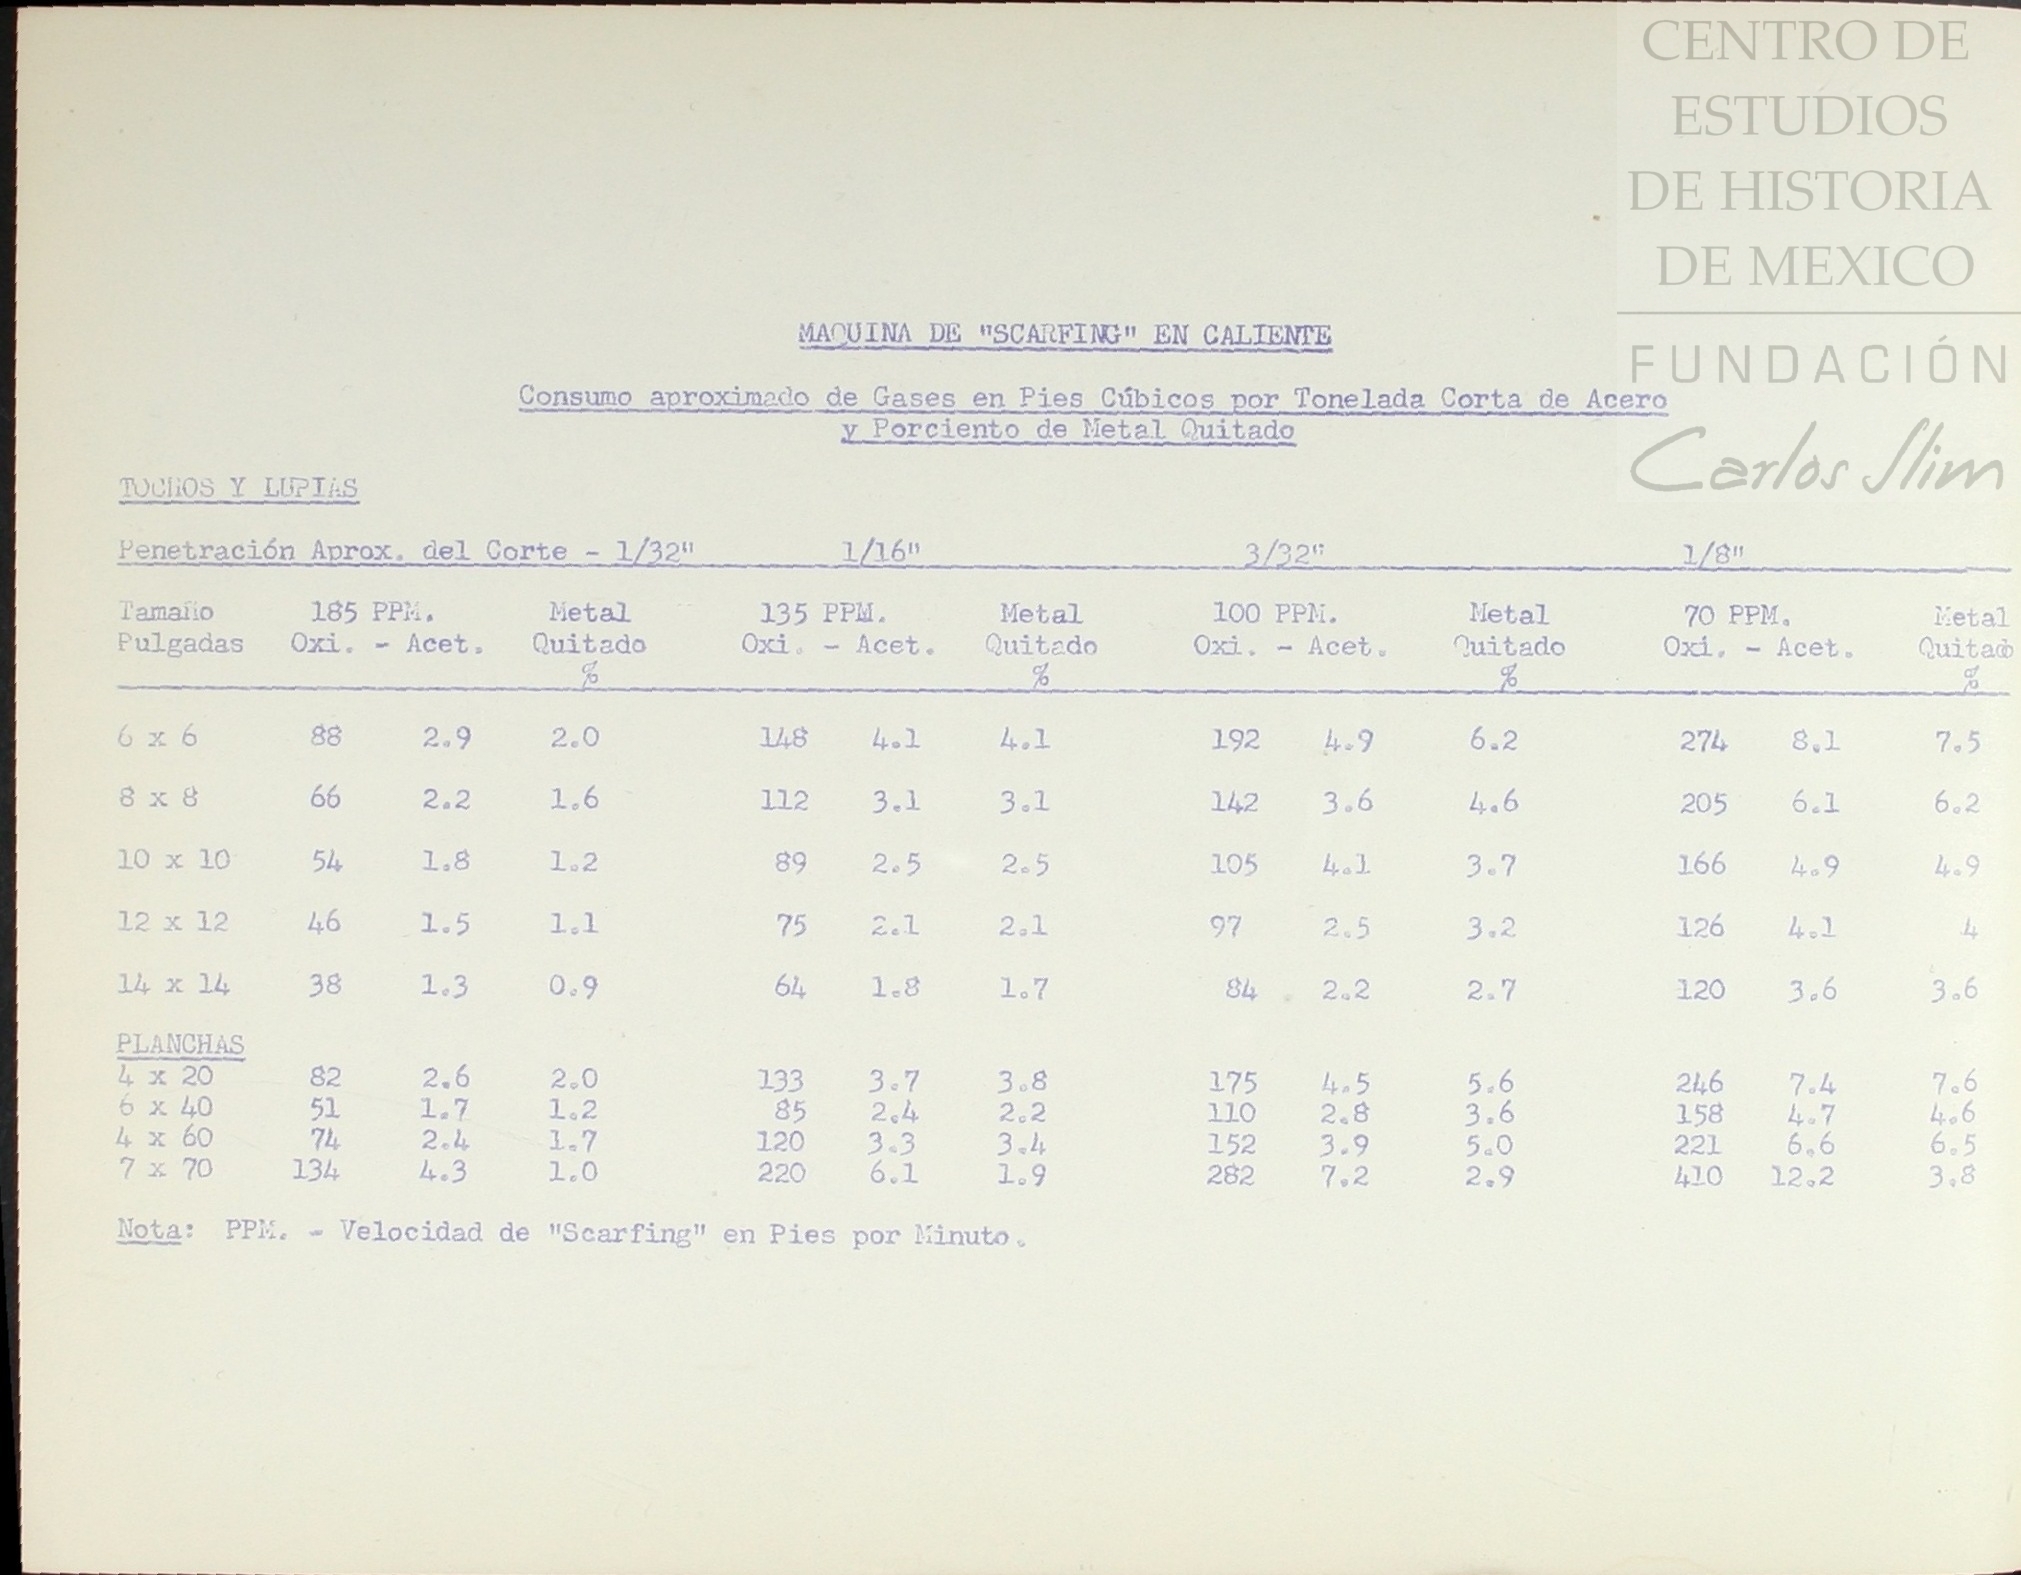 CENTRO DE
ESTUDIOS
DE HISTORIA
DE MEXICO
FUNDACIÓN
Carlos Slim
MAQUINA DE "SCARFING" EN CALIENTE
Consumo aproximado de Gases en Pies Cúbicos por Tonelada Corta de Acero
y Porciento de Metal Quitado
TOCHOS Y LUPIAS
Penetración Aprox. del Corte - 1/32" 1/16" 3/32" 1/8"
Tamaño 185 PPM. Metal 135 PPM. Metal 100 PPM. Metal 70 PPM. Metal
Pulgadas Oxi. - Acet. Quitado Oxi. - Acet. Quitado Oxi. - Acet. Quitado Oxi. - Acet. Quitado
% % % %
6 x 6 88 2.9 2.0 148 4.1 4.1 192 4.9 6.2 274 8.1 7.5
8 x 8 66 2.2 1.6 112 3.1 3.1 142 3.6 4.6 205 6.1 6.2
10 x 10 54 1.8 1.2 89 2.5 2.5 105 4.1 3.7 166 4.9 4.9
12 x 12 46 1.5 1.1 75 2.1 2.1 97 2.5 3.2 126 4.1 4
14 x 14 38 1.3 0.9 64 1.8 1.7 84 2.2 2.7 120 3.6 3.6
PLANCHAS
4 x 20 82 2.6 2.0 133 3.7 3.8 175 4.5 5.6 246 7.4 7.6
6 x 40 51 1.7 1.2 85 2.4 2.2 110 2.8 3.6 158 4.7 4.6
4 x 60 74 2.4 1.7 120 3.3 3.4 152 3.9 5.0 221 6.6 6.5
7 x 70 134 4.3 1.0 220 6.1 1.9 282 7.2 2.9 410 12.2 3.8
Nota: PPM. - Velocidad de "Scarfing" en Pies por Minuto.